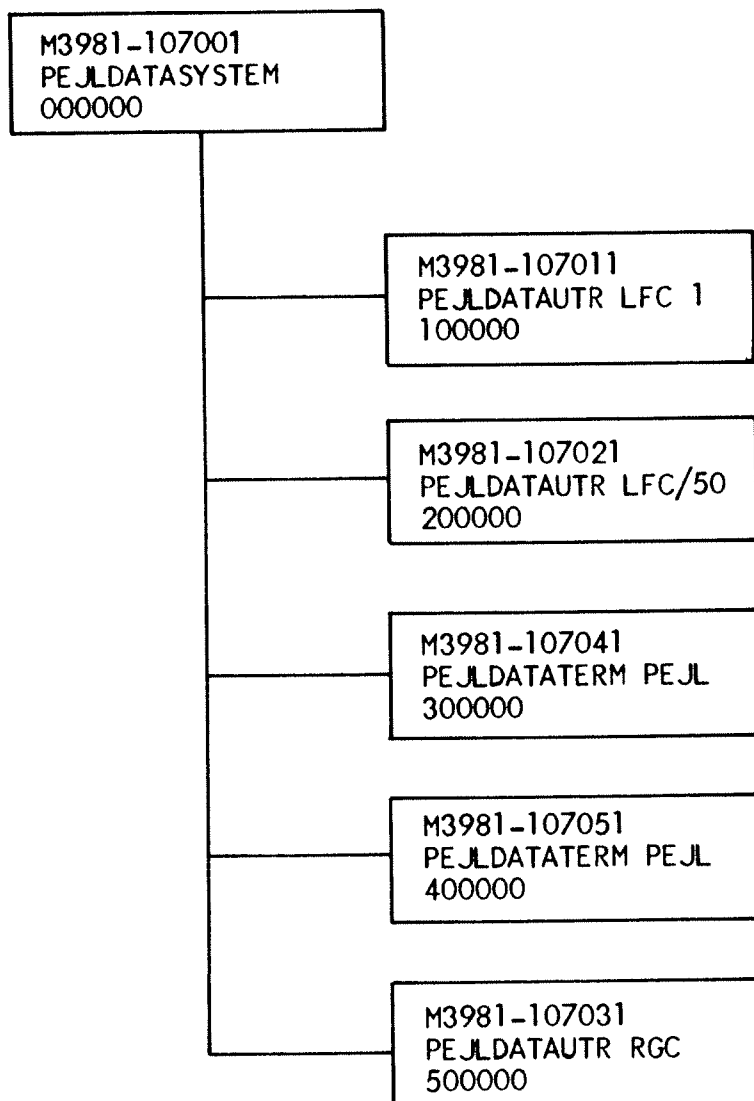 M3981-107001
PEJLDATASYSTEM
000000
M3981-107011
PEJLDATAUTR LFC 1
100000
M3981-107021
PEJLDATAUTR LFC/50
200000
M3981-107041
PEJLDATATERM PEJL
300000
M3981-107051
PEJLDATATERM PEJL
400000
M3981-107031
PEJLDATAUTR RGC
500000